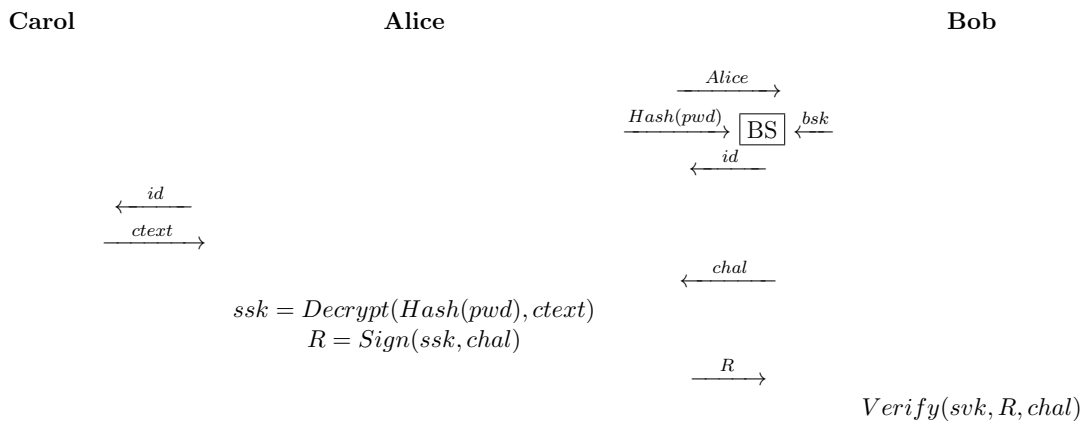 Carol Alice Bob
Alice
Hash(pwd) BS bsk
id
id
ctext
chal
ssk = Decrypt(Hash(pwd), ctext)
R = Sign(ssk, chal)
R
Verify(svk, R, chal)